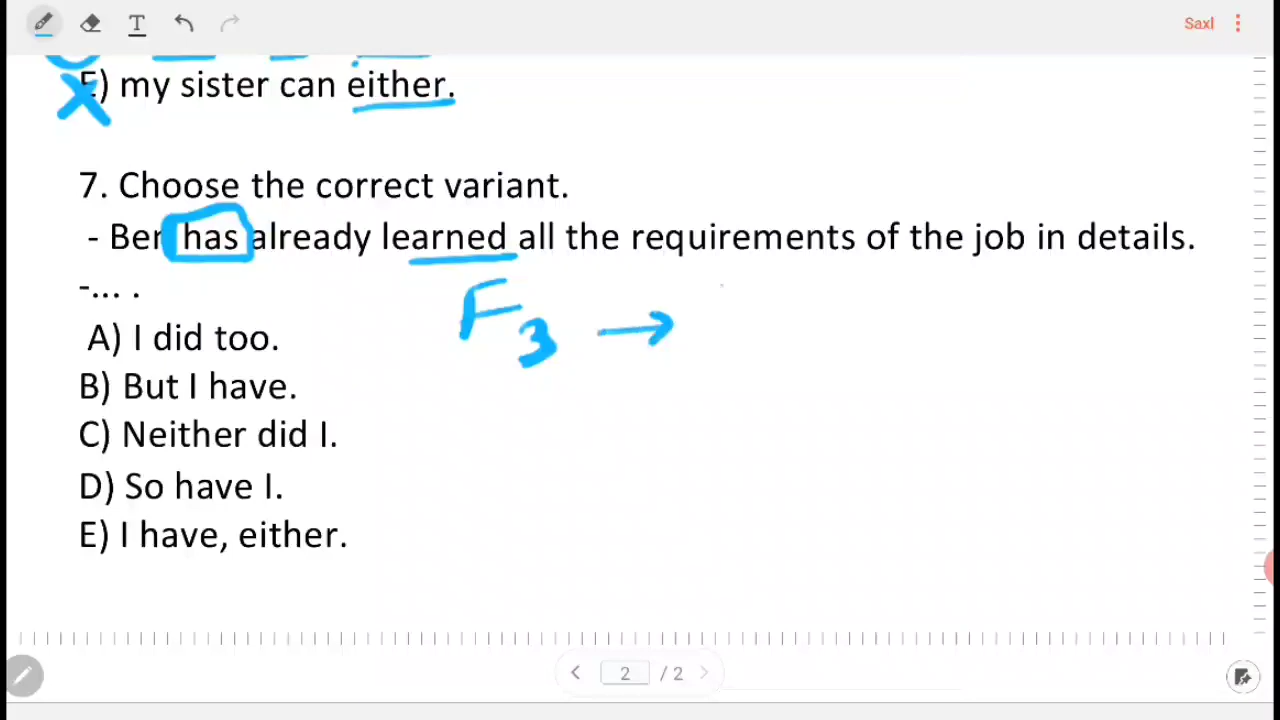 Saxl
E) my sister can either.
7. Choose the correct variant.
- Ben has already learned all the requirements of the job in details.
-... .
A) I did too.
B) But I have.
C) Neither did I.
D) So have I.
E) I have, either.
F3 →
2 / 2